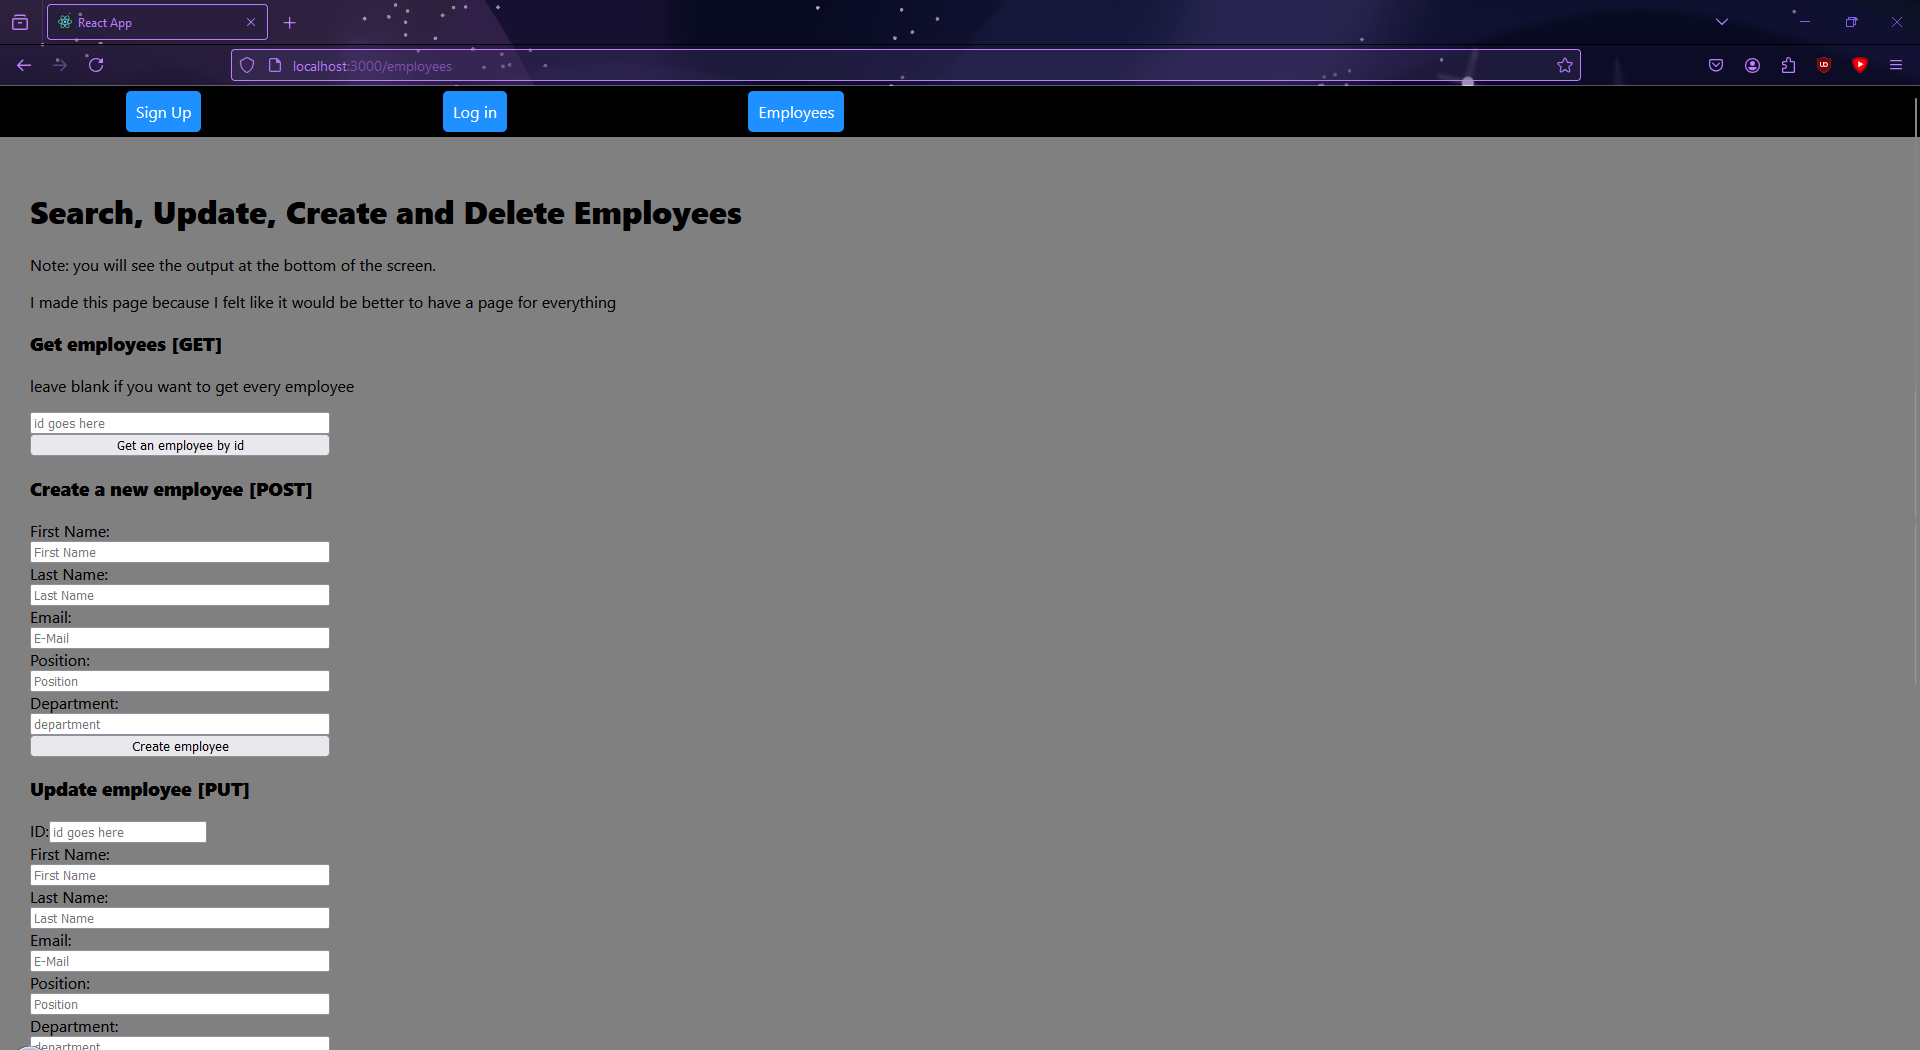 React App
localhost:3000/employees
Sign Up Log in Employees
Search, Update, Create and Delete Employees
Note: you will see the output at the bottom of the screen.
I made this page because I felt like it would be better to have a page for everything
Get employees [GET]
leave blank if you want to get every employee
id goes here
Get an employee by id
Create a new employee [POST]
First Name:
First Name
Last Name:
Last Name
Email:
E-Mail
Position:
Position
Department:
department
Create employee
Update employee [PUT]
ID: id goes here
First Name:
First Name
Last Name:
Last Name
Email:
E-Mail
Position:
Position
Department:
department